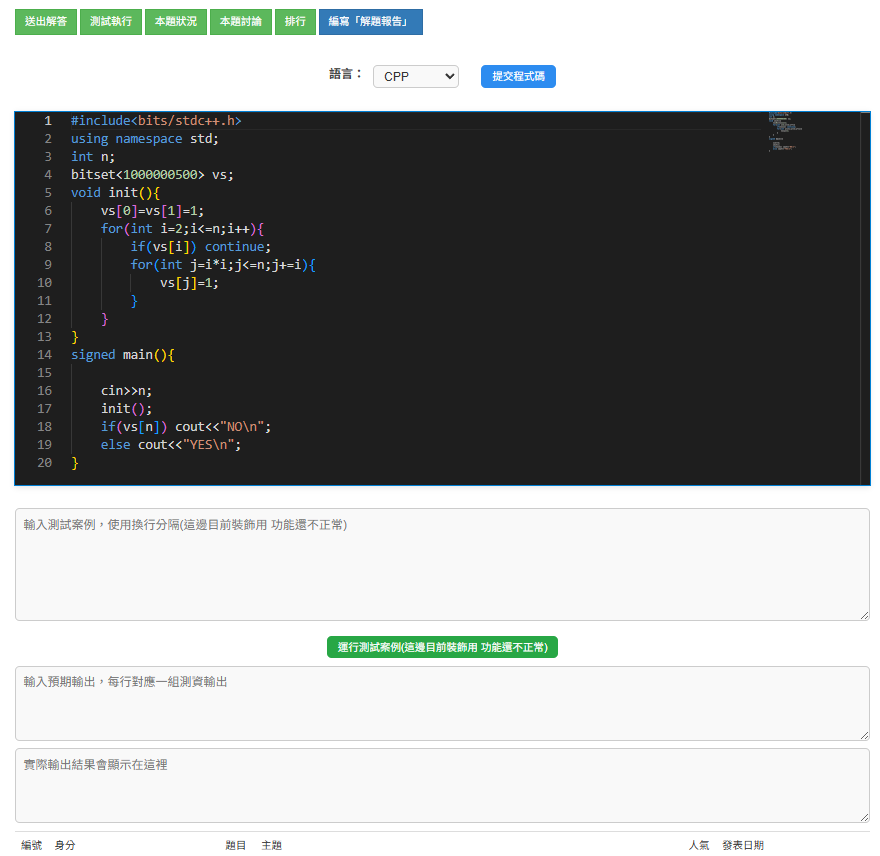 送出解答 測試執行 本題狀況 本題討論 排行 編寫「解題報告」
語言： CPP 提交程式碼
1 #include<bits/stdc++.h>
2 using namespace std;
3 int n;
4 bitset<1000000500> vs;
5 void init(){
6 vs[0]=vs[1]=1;
7 for(int i=2;i<=n;i++){
8 if(vs[i]) continue;
9 for(int j=i*i;j<=n;j+=i){
10 vs[j]=1;
11 }
12 }
13 }
14 signed main(){
15
16 cin>>n;
17 init();
18 if(vs[n]) cout<<"NO\n";
19 else cout<<"YES\n";
20 }
輸入測試案例，使用換行分隔(這邊目前裝飾用 功能還不正常)
運行測試案例(這邊目前裝飾用 功能還不正常)
輸入預期輸出，每行對應一組測資輸出
實際輸出結果會顯示在這裡
編號 身分 題目 主題 人氣 發表日期